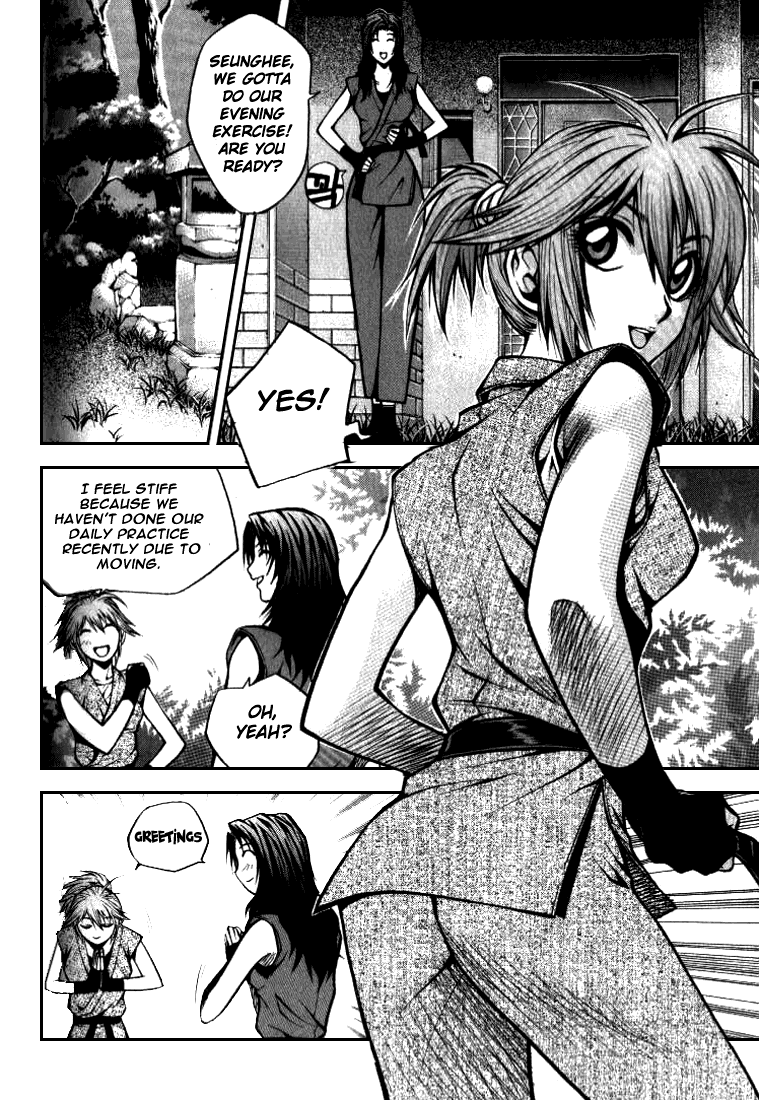 SEUNGHEE,
WE GOTTA
DO OUR
EVENING
EXERCISE!
ARE YOU
READY?
YES!
I FEEL STIFF
BECAUSE WE
HAVEN'T DONE OUR
DAILY PRACTICE
RECENTLY DUE TO
MOVING.
OH,
YEAH?
GREETINGS